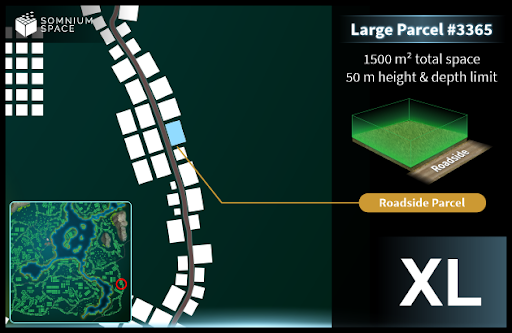 SOMNIUM
SPACE
Large Parcel #3365
1500 m² total space
50 m height & depth limit
Roadside
Roadside Parcel
XL